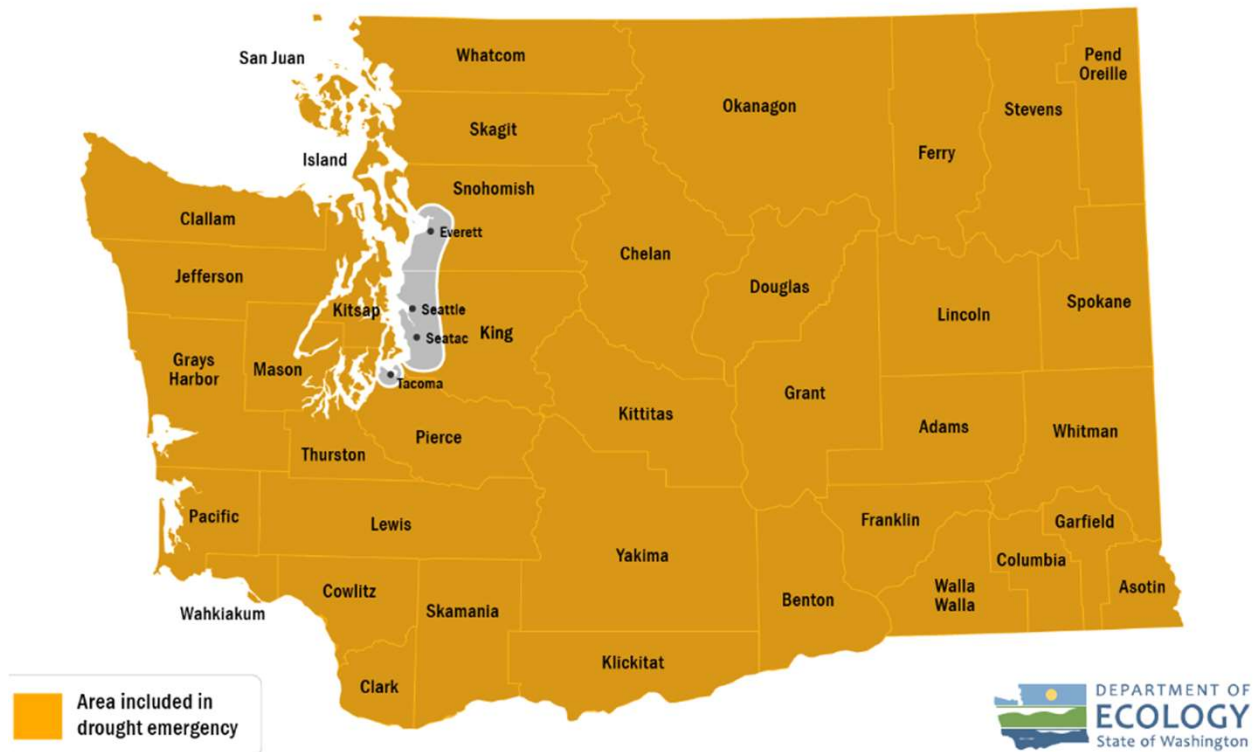 San Juan
Whatcom
Pend
Oreille
Okanagon
Stevens
Skagit
Ferry
Island
Snohomish
Clallam
Everett
Chelan
Jefferson
Douglas
Spokane
Kitsap
Seattle
Lincoln
King
Seatac
Grays
Harbor
Mason
Tacoma
Grant
Kittitas
Adams
Whitman
Pierce
Thurston
Pacific
Lewis
Franklin
Garfield
Yakima
Columbia
Asotin
Cowlitz
Walla
Walla
Benton
Wahkiakum
Skamania
Klickitat
Clark
Area included in
drought emergency
DEPARTMENT OF
ECOLOGY
State of Washington